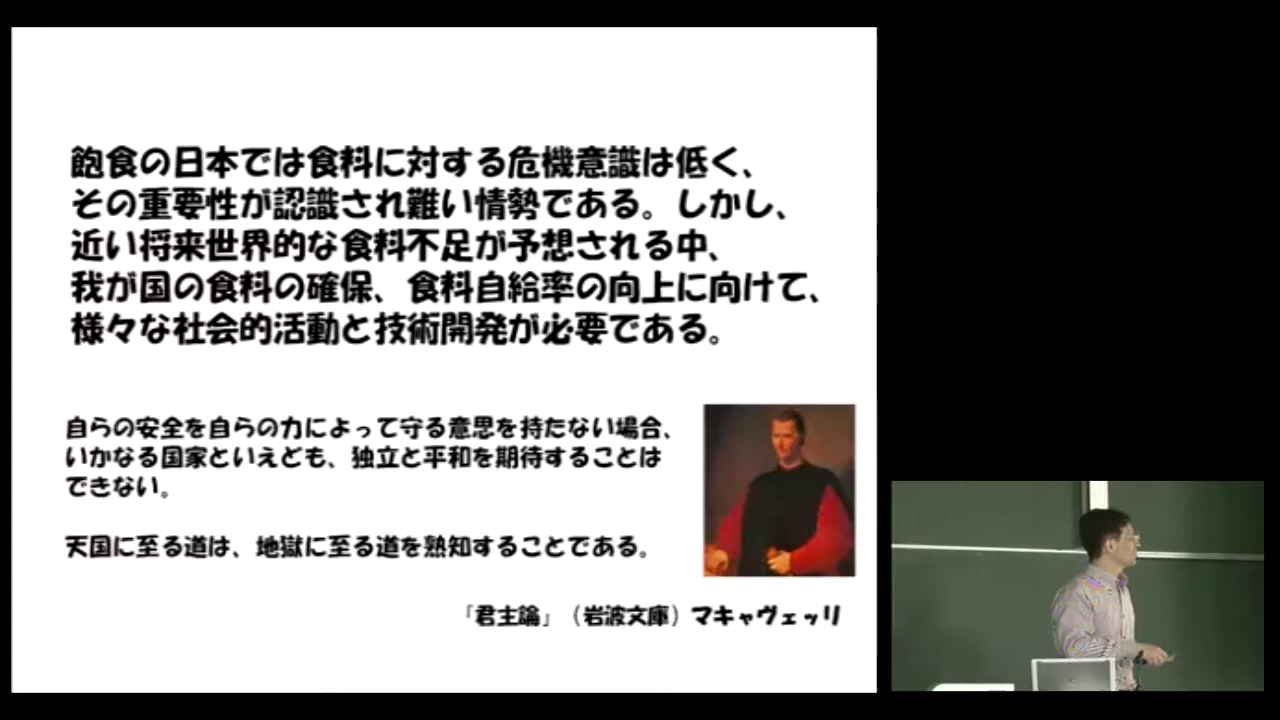 飽食の日本では食料に対する危機意識は低く、
その重要性が認識され難い情勢である。しかし、
近い将来世界的な食料不足が予想される中、
我が国の食料の確保、食料自給率の向上に向けて、
様々な社会的活動と技術開発が必要である。
自らの安全を自らの力によって守る意思を持たない場合、
いかなる国家といえども、独立と平和を期待することは
できない。
天国に至る道は、地獄に至る道を熟知することである。
「君主論」（岩波文庫）マキャヴェッリ